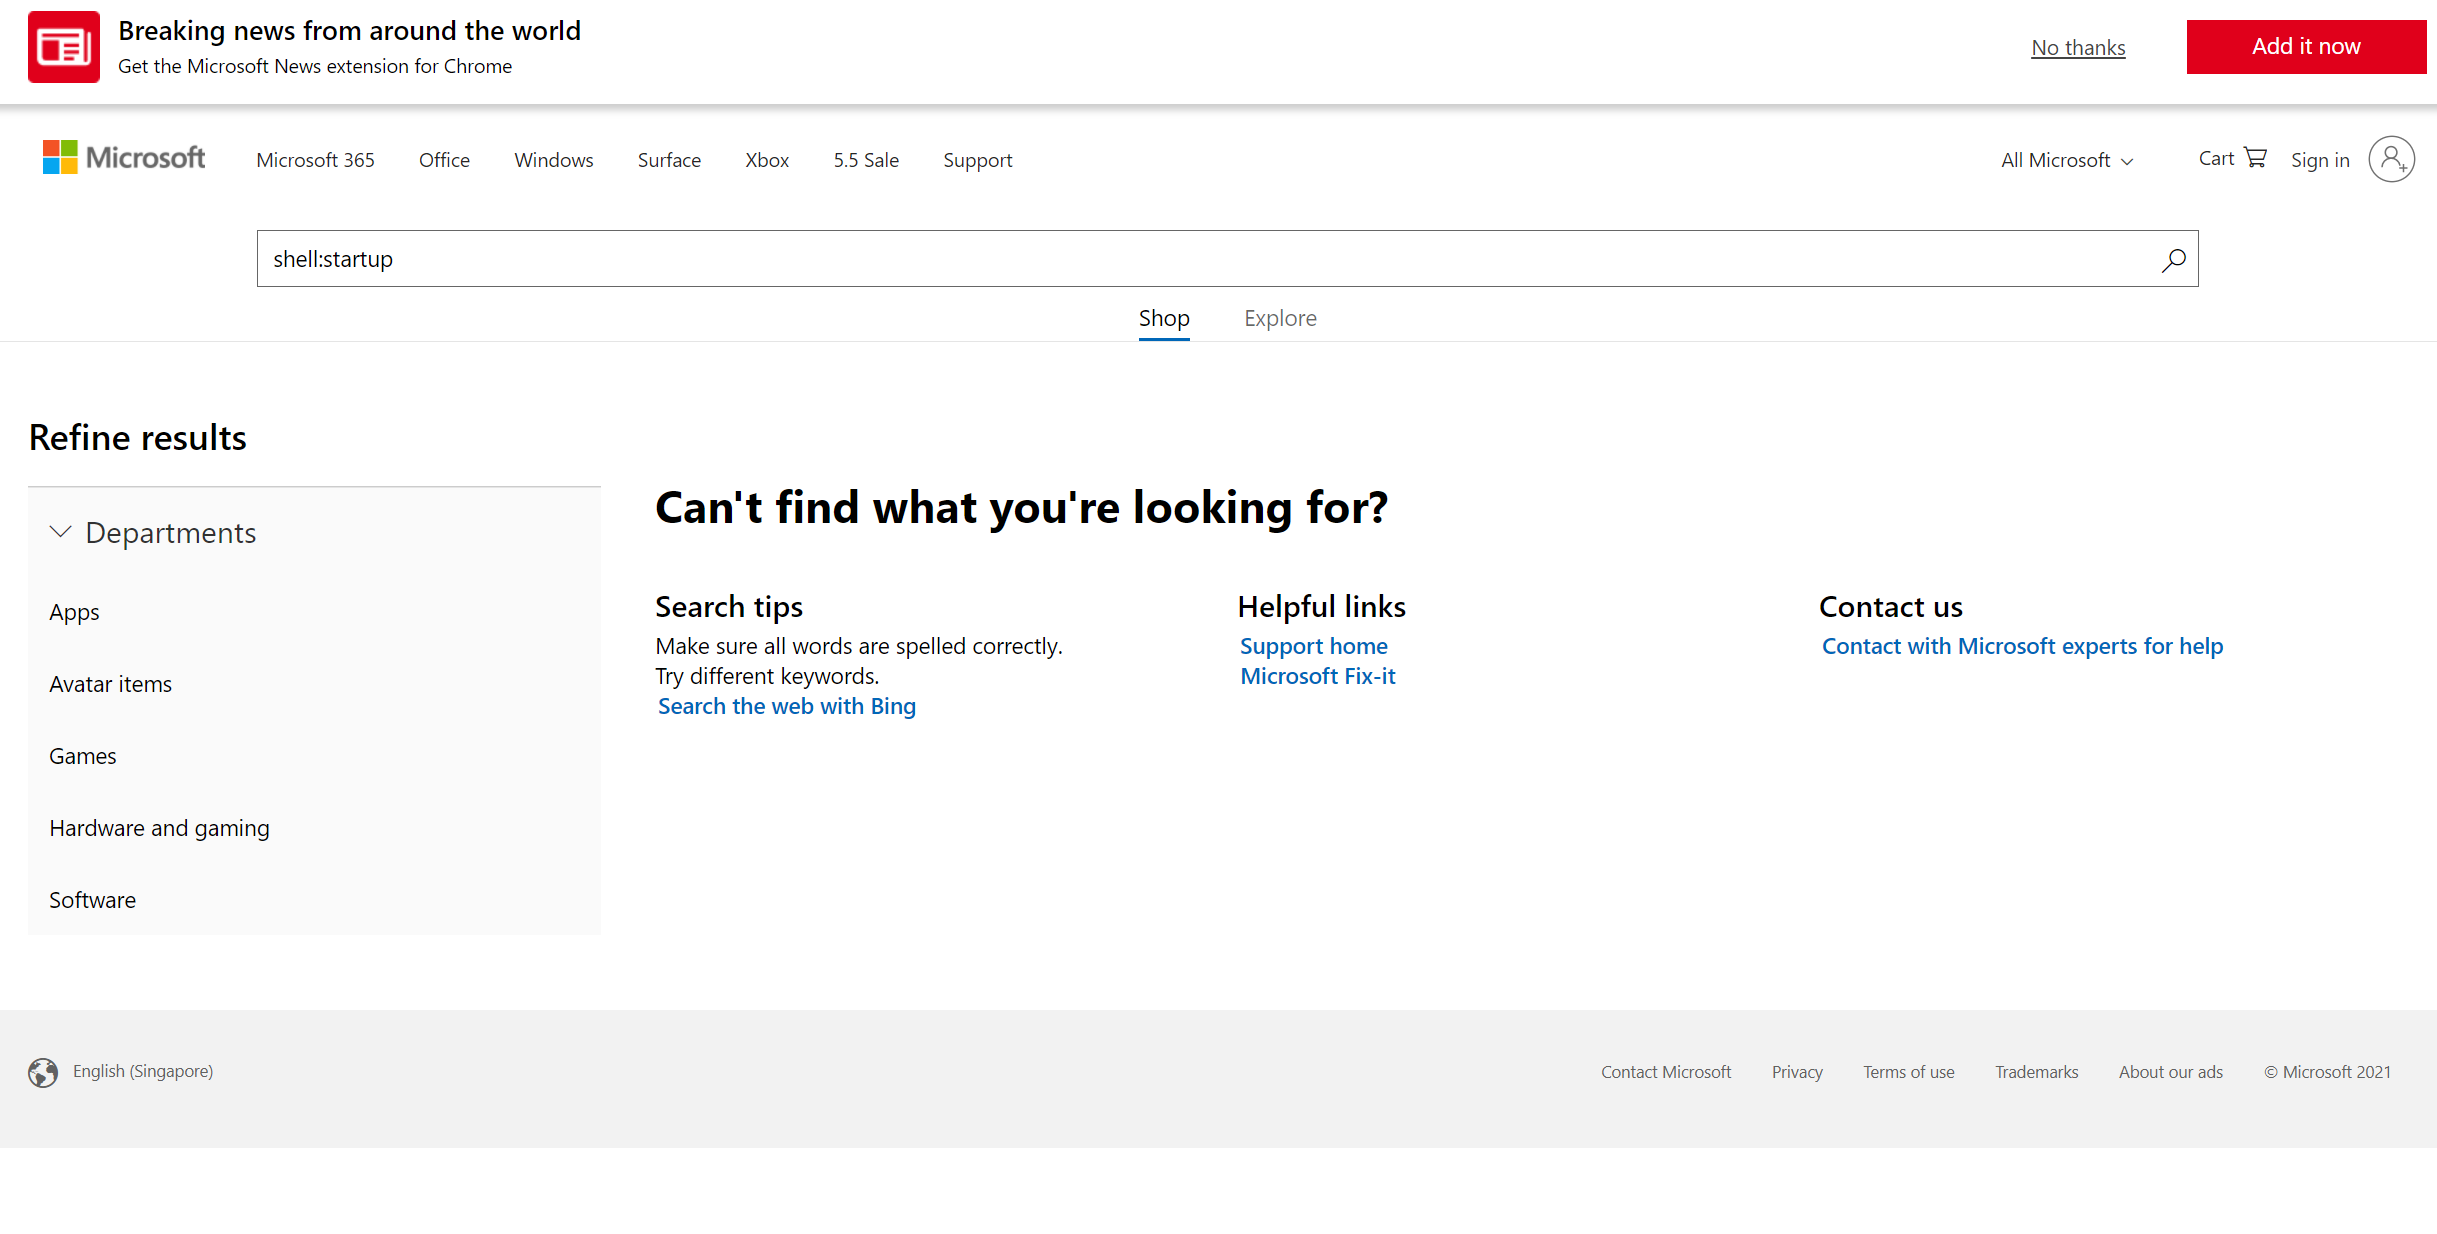 Breaking news from around the world
Get the Microsoft News extension for Chrome
No thanks
Add it now
Microsoft
Microsoft 365
Office
Windows
Surface
Xbox
5.5 Sale
Support
All Microsoft
Cart
Sign in
shell:startup
Shop
Explore
Refine results
Departments
Apps
Avatar items
Games
Hardware and gaming
Software
Can't find what you're looking for?
Search tips
Make sure all words are spelled correctly.
Try different keywords.
Search the web with Bing
Helpful links
Support home
Microsoft Fix-it
Contact us
Contact with Microsoft experts for help
English (Singapore)
Contact Microsoft
Privacy
Terms of use
Trademarks
About our ads
© Microsoft 2021